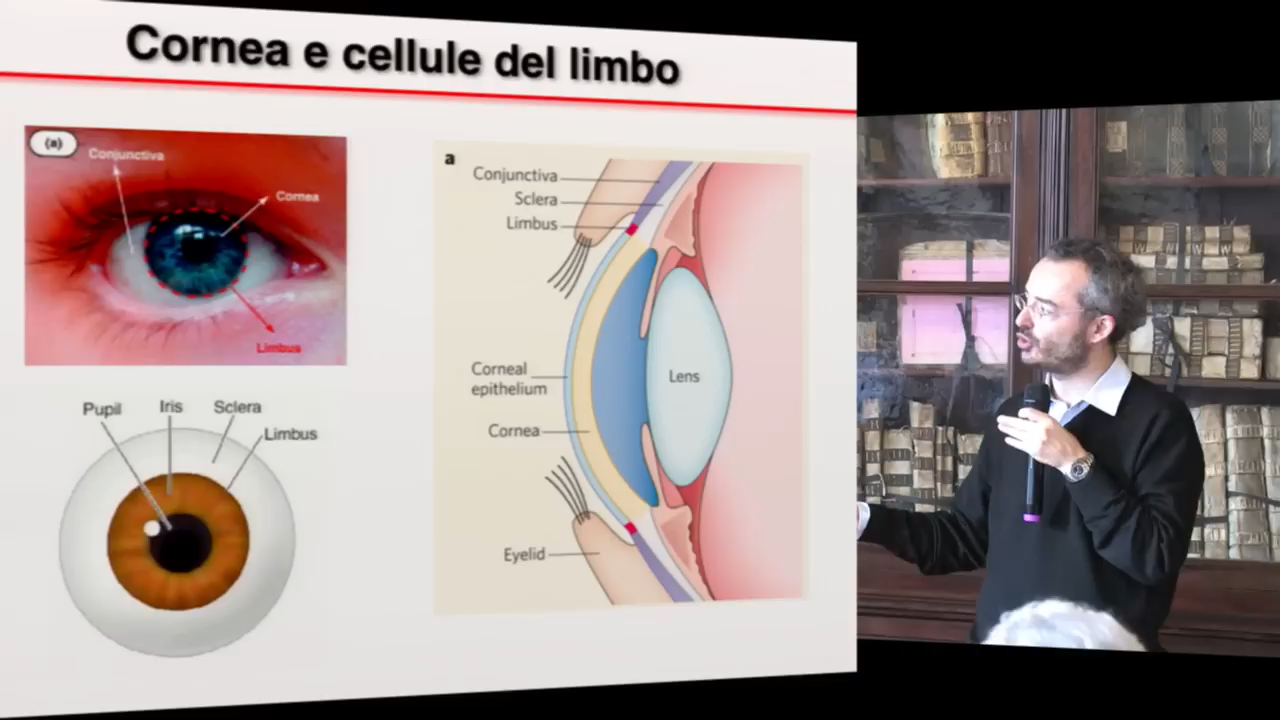 Cornea e cellule del limbo
(a)
Conjunctiva
Cornea
Limbus
Pupil
Iris
Sclera
Limbus
a
Conjunctiva
Sclera
Limbus
Corneal
epithelium
Lens
Cornea
Eyelid